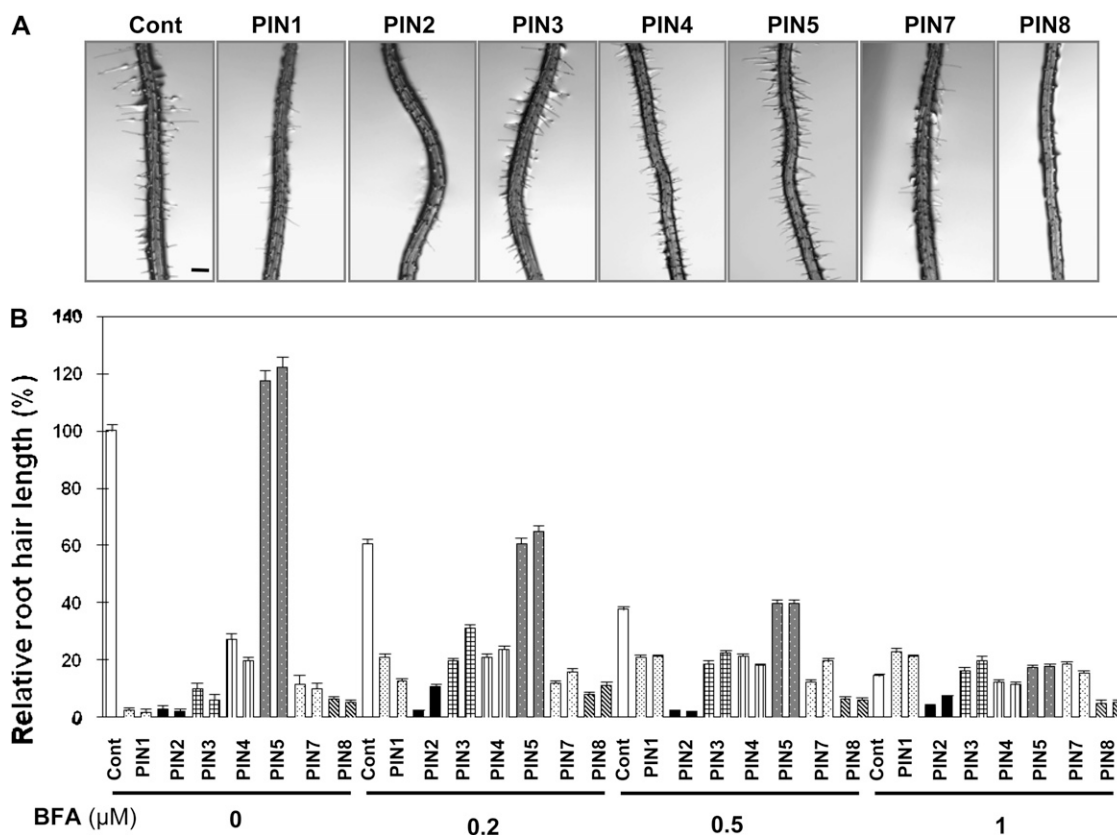 A Cont PIN1 PIN2 PIN3 PIN4 PIN5 PIN7 PIN8
B
Relative root hair length (%)
140
120
100
80
60
40
20
0
Cont PIN1 PIN2 PIN3 PIN4 PIN5 PIN7 PIN8 Cont PIN1 PIN2 PIN3 PIN4 PIN5 PIN7 PIN8 Cont PIN1 PIN2 PIN3 PIN4 PIN5 PIN7 PIN8 Cont PIN1 PIN2 PIN3 PIN4 PIN5 PIN7 PIN8
BFA (µM) 0 0.2 0.5 1